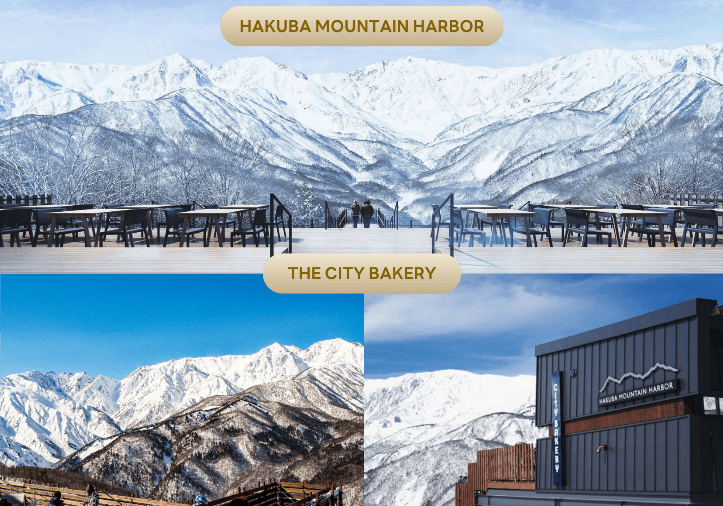 HAKUBA MOUNTAIN HARBOR
THE CITY BAKERY
HAKUBA MOUNTAIN HARBOR
CITY BAKERY